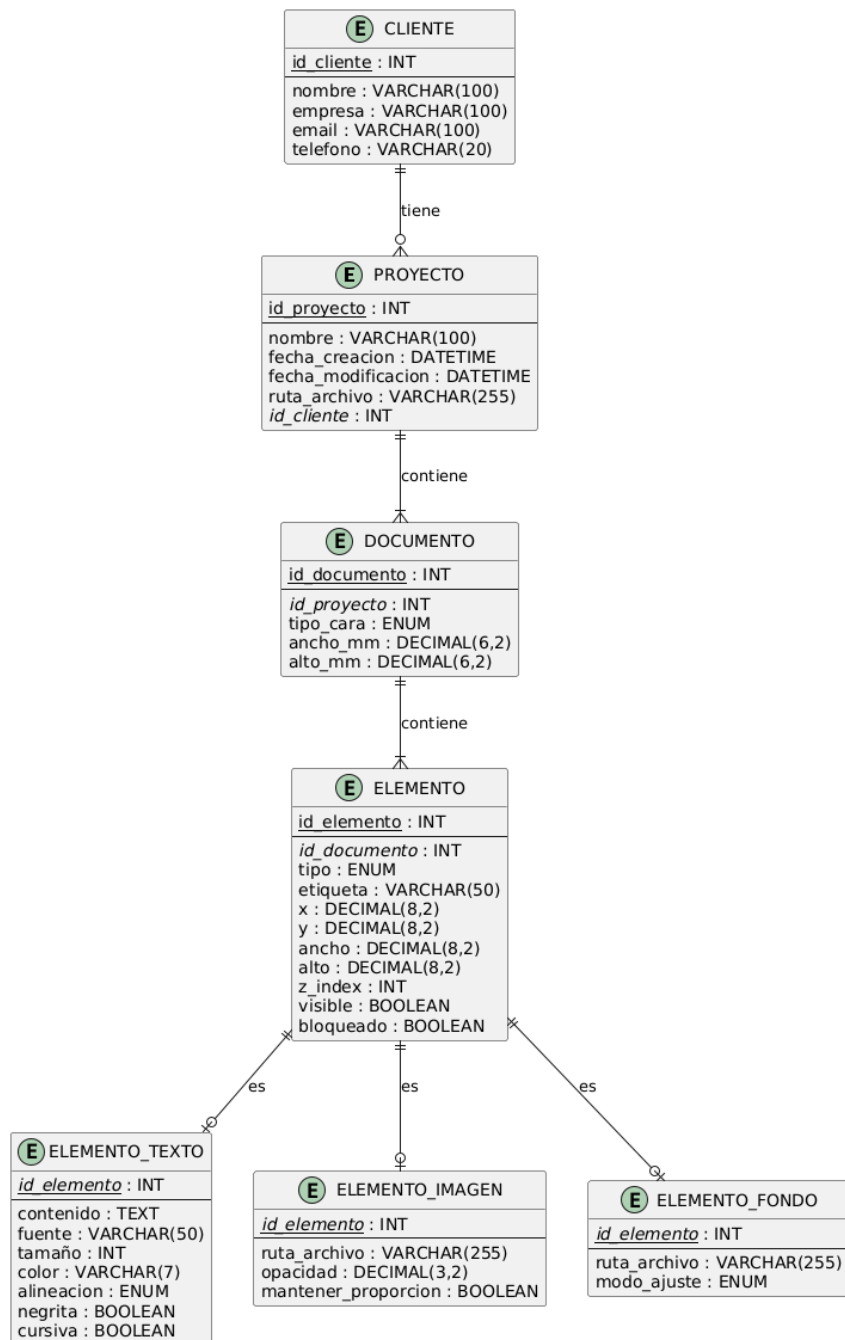 E CLIENTE
id_cliente : INT
nombre : VARCHAR(100)
empresa : VARCHAR(100)
email : VARCHAR(100)
telefono : VARCHAR(20)
tiene
E PROYECTO
id_proyecto : INT
nombre : VARCHAR(100)
fecha_creacion : DATETIME
fecha_modificacion : DATETIME
ruta_archivo : VARCHAR(255)
id_cliente : INT
contiene
E DOCUMENTO
id_documento : INT
id_proyecto : INT
tipo_cara : ENUM
ancho_mm : DECIMAL(6,2)
alto_mm : DECIMAL(6,2)
contiene
E ELEMENTO
id_elemento : INT
id_documento : INT
tipo : ENUM
etiqueta : VARCHAR(50)
x : DECIMAL(8,2)
y : DECIMAL(8,2)
ancho : DECIMAL(8,2)
alto : DECIMAL(8,2)
z_index : INT
visible : BOOLEAN
bloqueado : BOOLEAN
es
es
es
E ELEMENTO_TEXTO
id_elemento : INT
contenido : TEXT
fuente : VARCHAR(50)
tamaño : INT
color : VARCHAR(7)
alineacion : ENUM
negrita : BOOLEAN
cursiva : BOOLEAN
E ELEMENTO_IMAGEN
id_elemento : INT
ruta_archivo : VARCHAR(255)
opacidad : DECIMAL(3,2)
mantener_proporcion : BOOLEAN
E ELEMENTO_FONDO
id_elemento : INT
ruta_archivo : VARCHAR(255)
modo_ajuste : ENUM